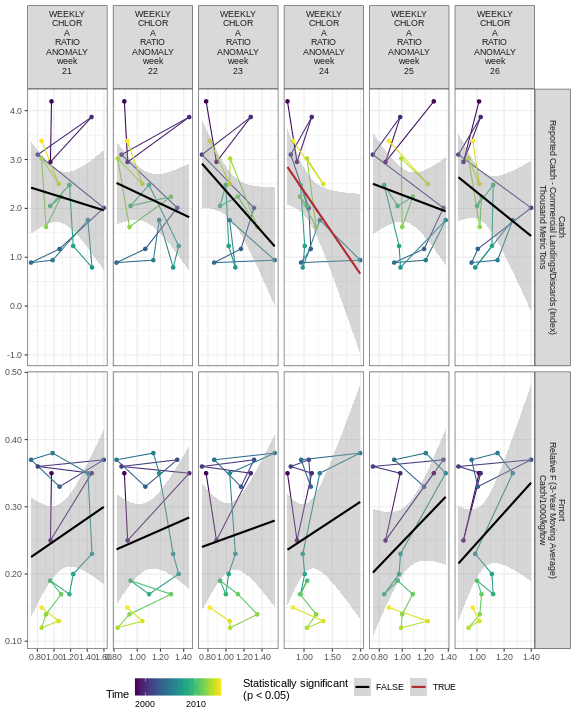 WEEKLY
CHLOR
A
RATIO
ANOMALY
week
21
WEEKLY
CHLOR
A
RATIO
ANOMALY
week
22
WEEKLY
CHLOR
A
RATIO
ANOMALY
week
23
WEEKLY
CHLOR
A
RATIO
ANOMALY
week
24
WEEKLY
CHLOR
A
RATIO
ANOMALY
week
25
WEEKLY
CHLOR
A
RATIO
ANOMALY
week
26
4.0
3.0
2.0
1.0
0.0
-1.0
Catch
Reported Catch - Commercial Landings/Discards (Index)
Thousand Metric Tons
0.50
0.40
0.30
0.20
0.10
Fmort
Relative F (3-Year Moving Average)
Catch/1000/kg/tow
0.80 1.00 1.20 1.40 1.60
0.80 1.00 1.20 1.40
0.80 1.00 1.20 1.40
1.00 1.50 2.00
0.80 1.00 1.20 1.40
1.00 1.20 1.40
Time
2000 2010
Statistically significant
(p < 0.05)
FALSE
TRUE